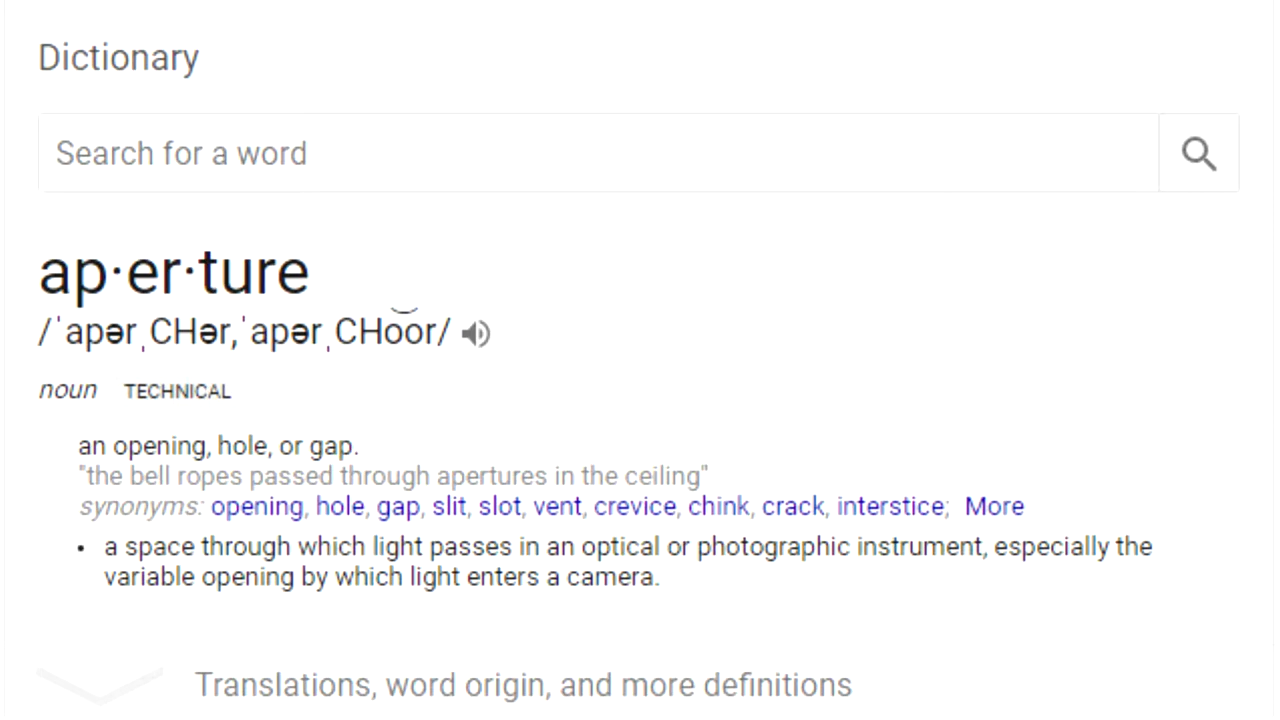 Dictionary
Search for a word
ap·er·ture
/ˈapərˌCHər,ˈapərˌCHo͝or/
noun TECHNICAL
an opening, hole, or gap.
"the bell ropes passed through apertures in the ceiling"
synonyms: opening, hole, gap, slit, slot, vent, crevice, chink, crack, interstice; More
• a space through which light passes in an optical or photographic instrument, especially the
variable opening by which light enters a camera.
Translations, word origin, and more definitions